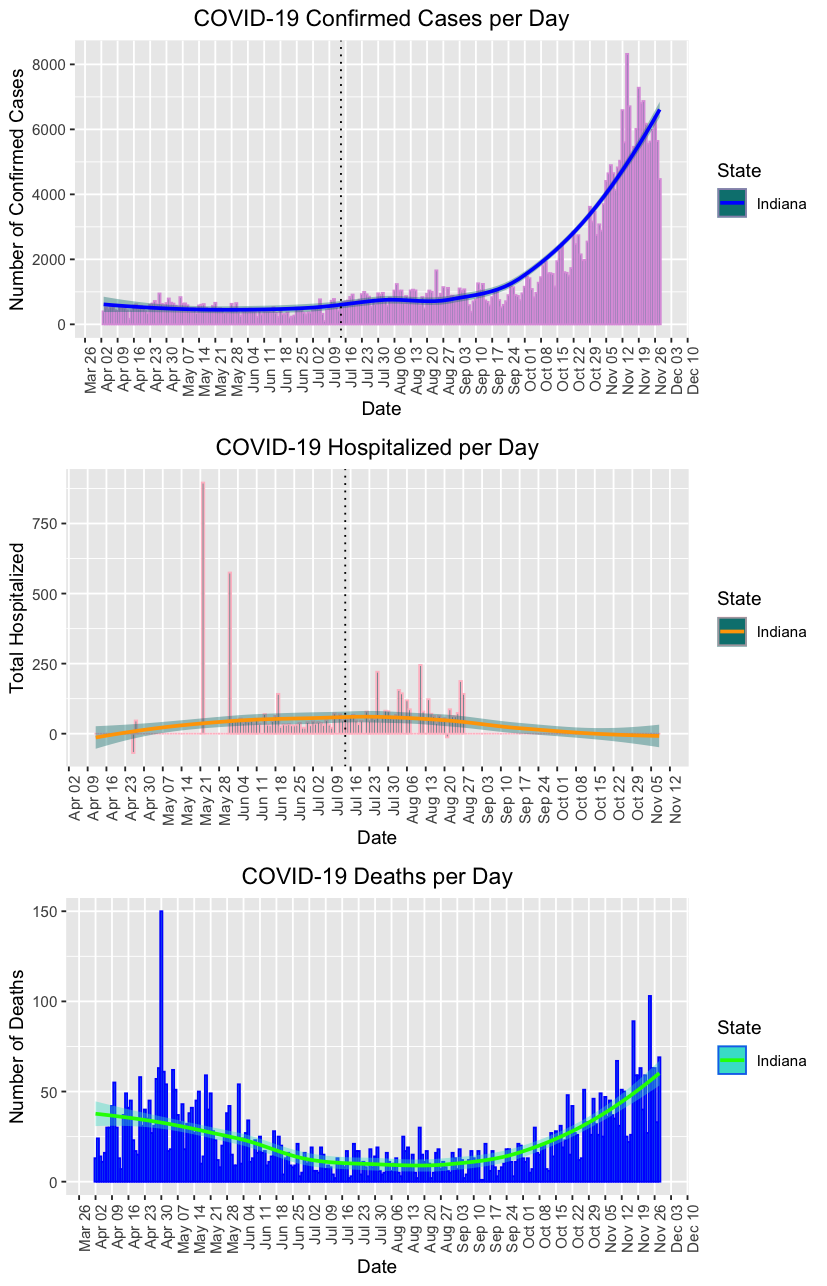 COVID-19 Confirmed Cases per Day
Number of Confirmed Cases
8000
6000
4000
2000
0
Mar 26
Apr 02
Apr 09
Apr 16
Apr 23
Apr 30
May 07
May 14
May 21
May 28
Jun 04
Jun 11
Jun 18
Jun 25
Jul 02
Jul 09
Jul 16
Jul 23
Jul 30
Aug 06
Aug 13
Aug 20
Aug 27
Sep 03
Sep 10
Sep 17
Sep 24
Oct 01
Oct 08
Oct 15
Oct 22
Oct 29
Nov 05
Nov 12
Nov 19
Nov 26
Dec 03
Dec 10
Date
State
Indiana
COVID-19 Hospitalized per Day
Total Hospitalized
750
500
250
0
Apr 02
Apr 09
Apr 16
Apr 23
Apr 30
May 07
May 14
May 21
May 28
Jun 04
Jun 11
Jun 18
Jun 25
Jul 02
Jul 09
Jul 16
Jul 23
Jul 30
Aug 06
Aug 13
Aug 20
Aug 27
Sep 03
Sep 10
Sep 17
Sep 24
Oct 01
Oct 08
Oct 15
Oct 22
Oct 29
Nov 05
Nov 12
Date
State
Indiana
COVID-19 Deaths per Day
Number of Deaths
150
100
50
0
Mar 26
Apr 02
Apr 09
Apr 16
Apr 23
Apr 30
May 07
May 14
May 21
May 28
Jun 04
Jun 11
Jun 18
Jun 25
Jul 02
Jul 09
Jul 16
Jul 23
Jul 30
Aug 06
Aug 13
Aug 20
Aug 27
Sep 03
Sep 10
Sep 17
Sep 24
Oct 01
Oct 08
Oct 15
Oct 22
Oct 29
Nov 05
Nov 12
Nov 19
Nov 26
Dec 03
Dec 10
Date
State
Indiana